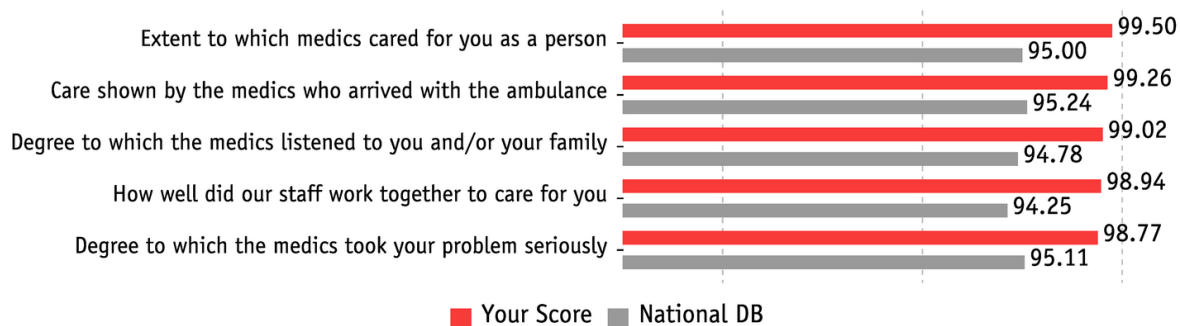 Extent to which medics cared for you as a person
99.50
95.00
Care shown by the medics who arrived with the ambulance
99.26
95.24
Degree to which the medics listened to you and/or your family
99.02
94.78
How well did our staff work together to care for you
98.94
94.25
Degree to which the medics took your problem seriously
98.77
95.11
Your Score National DB